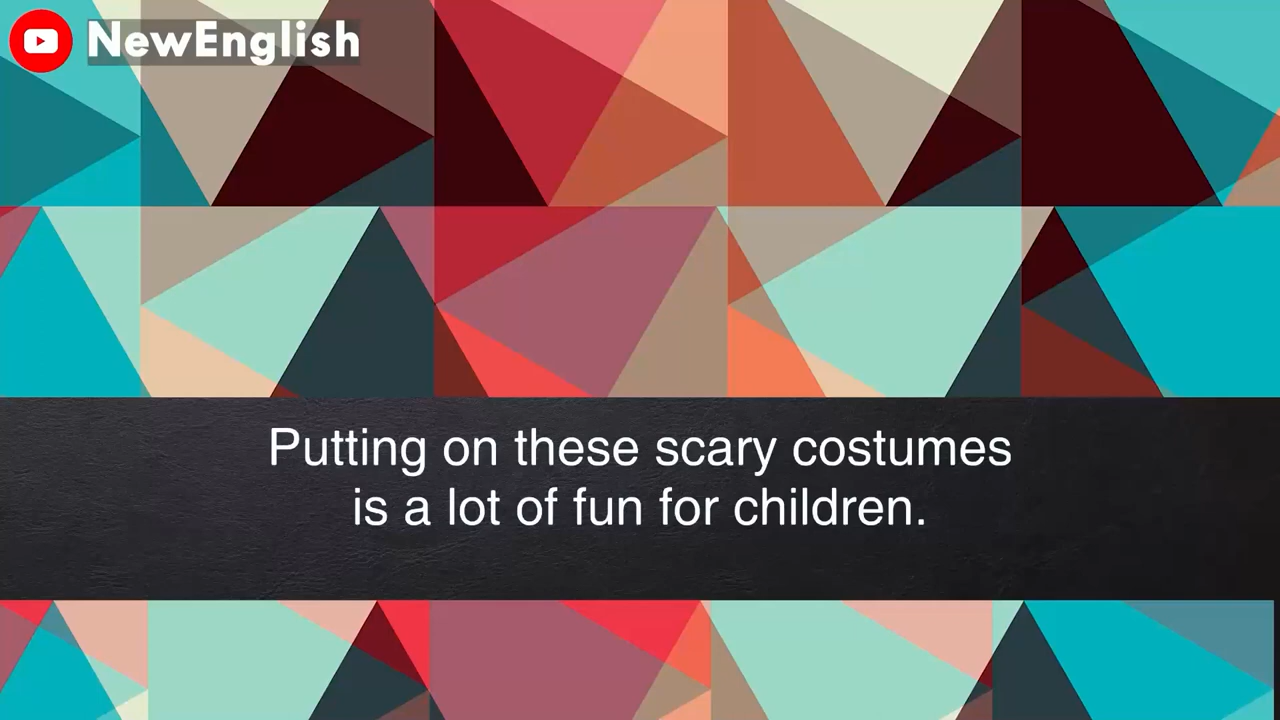 NewEnglish
Putting on these scary costumes
is a lot of fun for children.